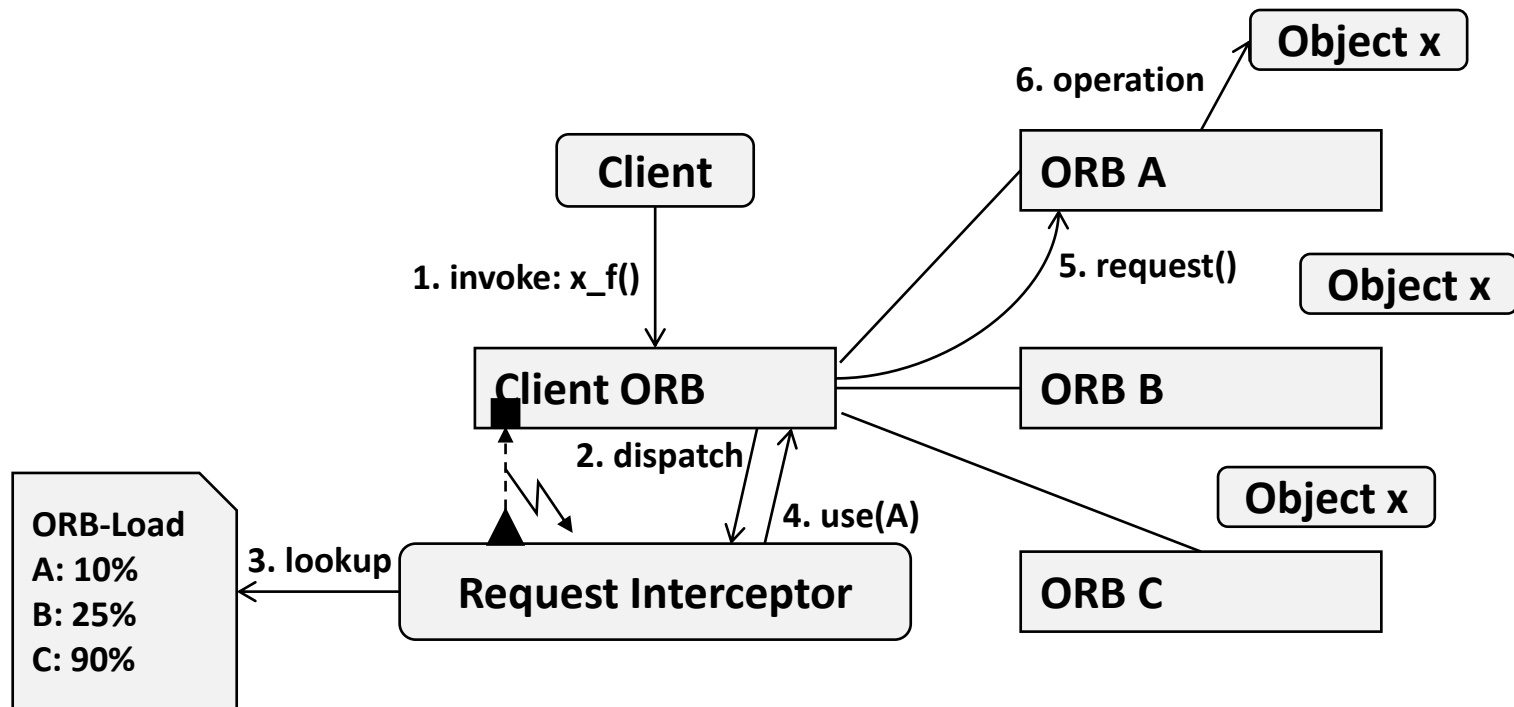 Object x
6. operation
Client
ORB A
1. invoke: x_f()
5. request()
Object x
Client ORB
ORB B
2. dispatch
4. use(A)
Object x
ORB-Load
A: 10%
B: 25%
C: 90%
3. lookup
Request Interceptor
ORB C